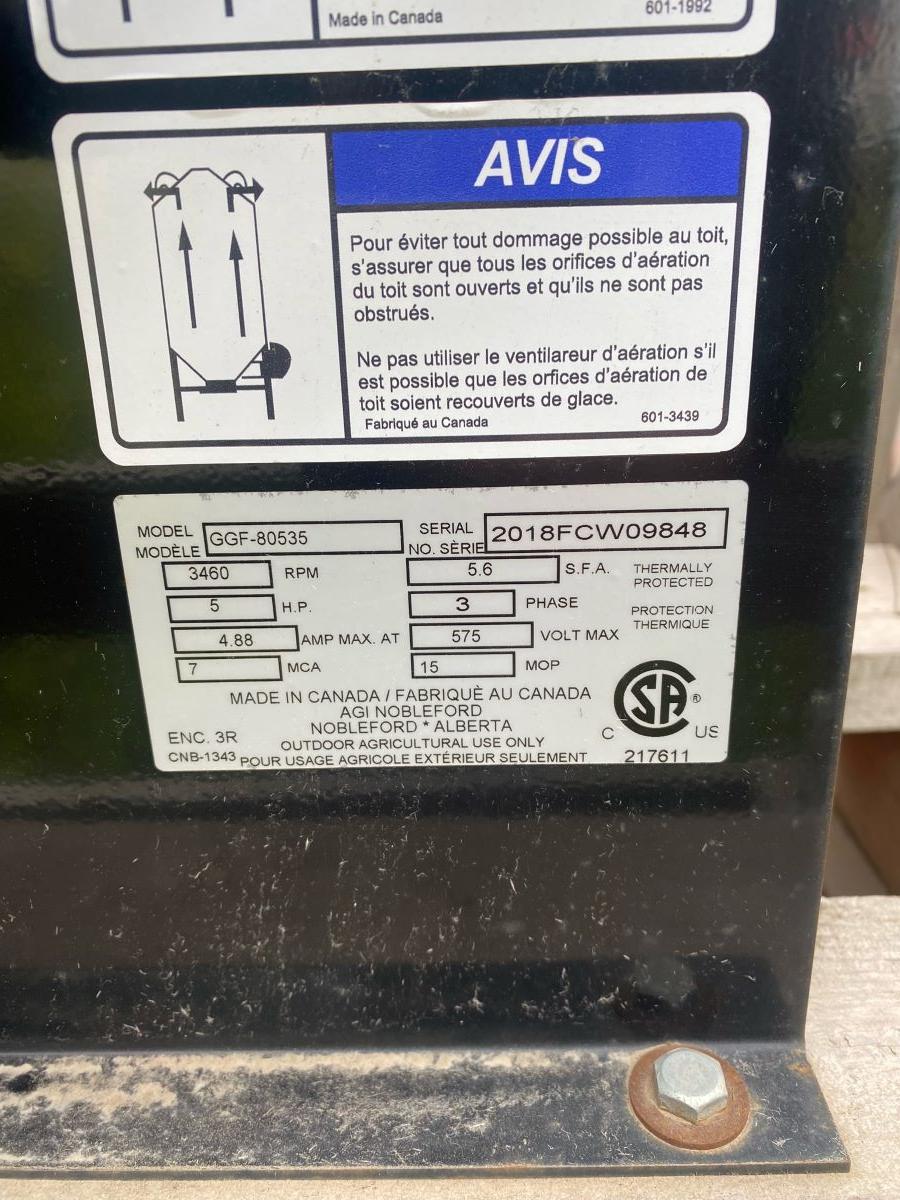 Made in Canada 601-1992
AVIS
Pour éviter tout dommage possible au toit,
s'assurer que tous les orifices d'aération
du toit sont ouverts et qu'ils ne sont pas
obstrués.
Ne pas utiliser le ventilareur d'aération s'il
est possible que les orfices d'aération de
toit soient recouverts de glace.
Fabriqué au Canada 601-3439
MODEL GGF-80535 SERIAL 2018FCW09848
MODÈLE NO. SÈRIE
3460 RPM 5.6 S.F.A. THERMALLY
PROTECTED
5 H.P. 3 PHASE PROTECTION
THERMIQUE
4.88 AMP MAX. AT 575 VOLT MAX
7 MCA 15 MOP
MADE IN CANADA / FABRIQUÈ AU CANADA
AGI NOBLEFORD
NOBLEFORD * ALBERTA
ENC. 3R OUTDOOR AGRICULTURAL USE ONLY
CNB-1343 POUR USAGE AGRICOLE EXTÉRIEUR SEULEMENT
CSA ®
C US
217611